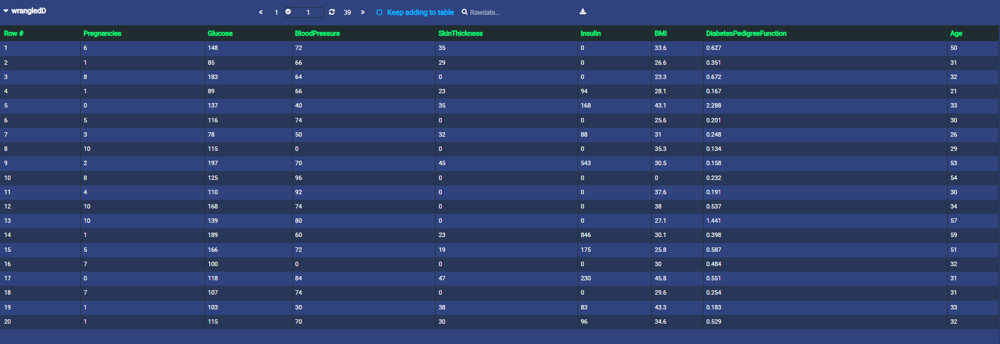 wrangledD
« 1 1 39 » Keep adding to table Rawdata...
Row # Pregnancies Glucose BloodPressure SkinThickness Insulin BMI DiabetesPedigreeFunction Age
1 6 148 72 35 0 33.6 0.627 50
2 1 85 66 29 0 26.6 0.351 31
3 8 183 64 0 0 23.3 0.672 32
4 1 89 66 23 94 28.1 0.167 21
5 0 137 40 35 168 43.1 2.288 33
6 5 116 74 0 0 25.6 0.201 30
7 3 78 50 32 88 31 0.248 26
8 10 115 0 0 0 35.3 0.134 29
9 2 197 70 45 543 30.5 0.158 53
10 8 125 96 0 0 0 0.232 54
11 4 110 92 0 0 37.6 0.191 30
12 10 168 74 0 0 38 0.537 34
13 10 139 80 0 0 27.1 1.441 57
14 1 189 60 23 846 30.1 0.398 59
15 5 166 72 19 175 25.8 0.587 51
16 7 100 0 0 0 30 0.484 32
17 0 118 84 47 230 45.8 0.551 31
18 7 107 74 0 0 29.6 0.254 31
19 1 103 30 38 83 43.3 0.183 33
20 1 115 70 30 96 34.6 0.529 32